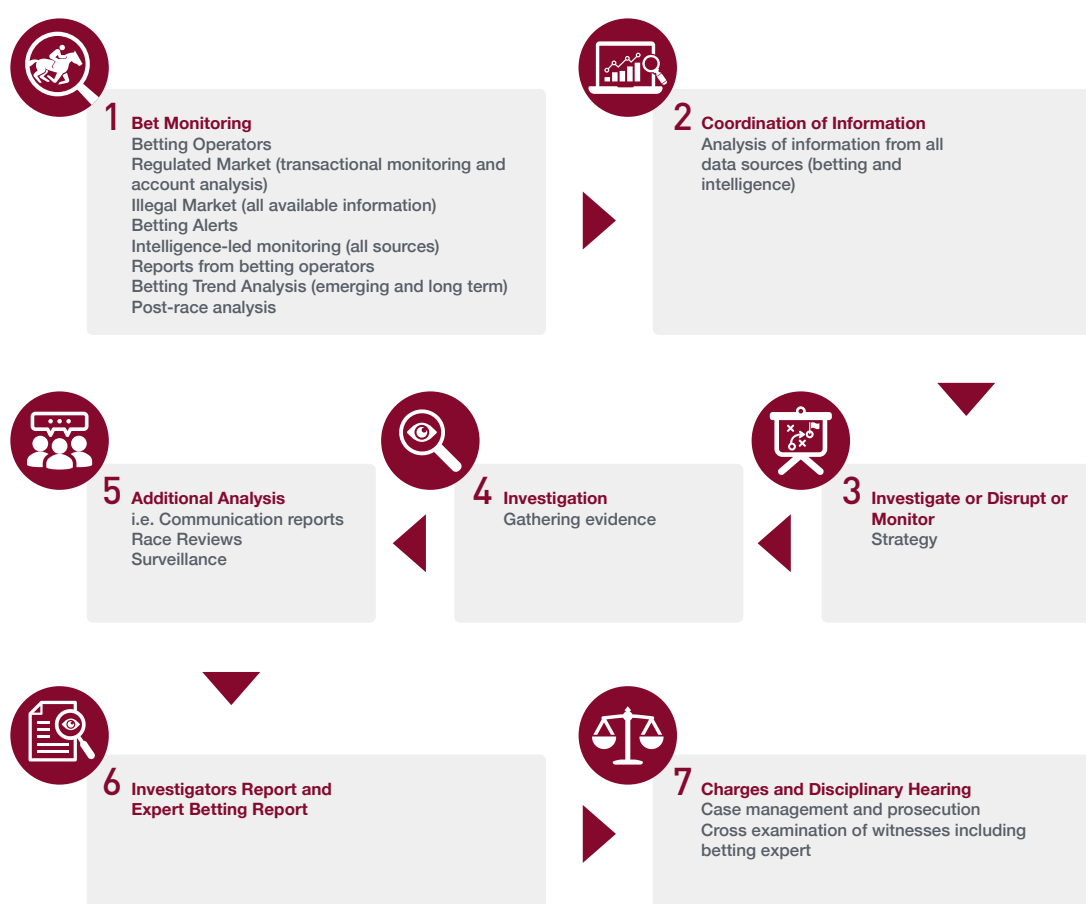 1 Bet Monitoring
Betting Operators
Regulated Market (transactional monitoring and
account analysis)
Illegal Market (all available information)
Betting Alerts
Intelligence-led monitoring (all sources)
Reports from betting operators
Betting Trend Analysis (emerging and long term)
Post-race analysis
2 Coordination of Information
Analysis of information from all
data sources (betting and
intelligence)
3 Investigate or Disrupt or
Monitor
Strategy
4 Investigation
Gathering evidence
5 Additional Analysis
i.e. Communication reports
Race Reviews
Surveillance
6 Investigators Report and
Expert Betting Report
7 Charges and Disciplinary Hearing
Case management and prosecution
Cross examination of witnesses including
betting expert